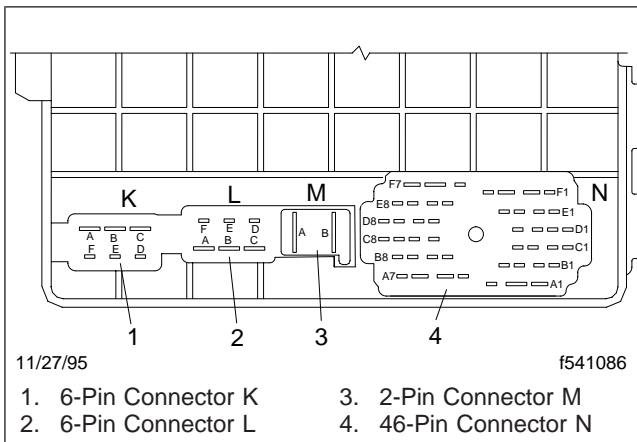 K L M N
F7 F1
E8 E1
D8 D1
C8 C1
B8 B1
A7 A1
A B C
F E D
F E D
A B C
A B
1 2 3 4
11/27/95 f541086
1. 6-Pin Connector K
2. 6-Pin Connector L
3. 2-Pin Connector M
4. 46-Pin Connector N